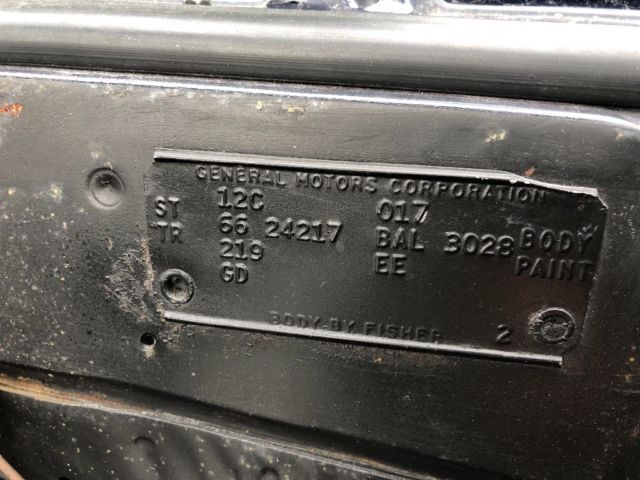 GENERAL MOTORS CORPORATION
12C 017
ST 66 24217 BAL 3028 BODY
TR 219 EE PAINT
GD
BODY BY FISHER 2